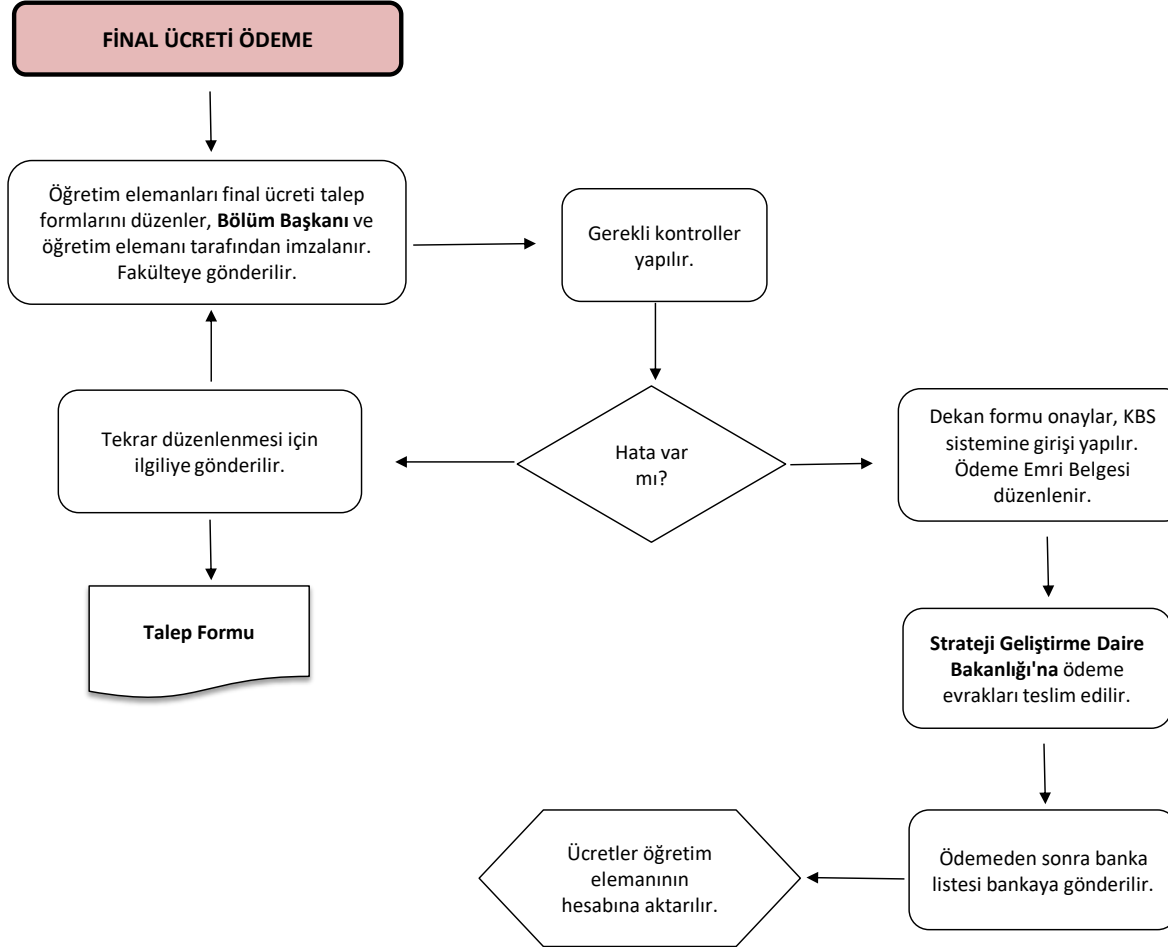 FİNAL ÜCRETİ ÖDEME
Öğretim elemanları final ücreti talep
formlarını düzenler, Bölüm Başkanı ve
öğretim elemanı tarafından imzalanır.
Fakülteye gönderilir.
Gerekli kontroller
yapılır.
Tekrar düzenlenmesi için
ilgiliye gönderilir.
Hata var
mı?
Dekan formu onaylar, KBS
sistemine girişi yapılır.
Ödeme Emri Belgesi
düzenlenir.
Talep Formu
Strateji Geliştirme Daire
Bakanlığı'na ödeme
evrakları teslim edilir.
Ücretler öğretim
elemanının
hesabına aktarılır.
Ödemeden sonra banka
listesi bankaya gönderilir.